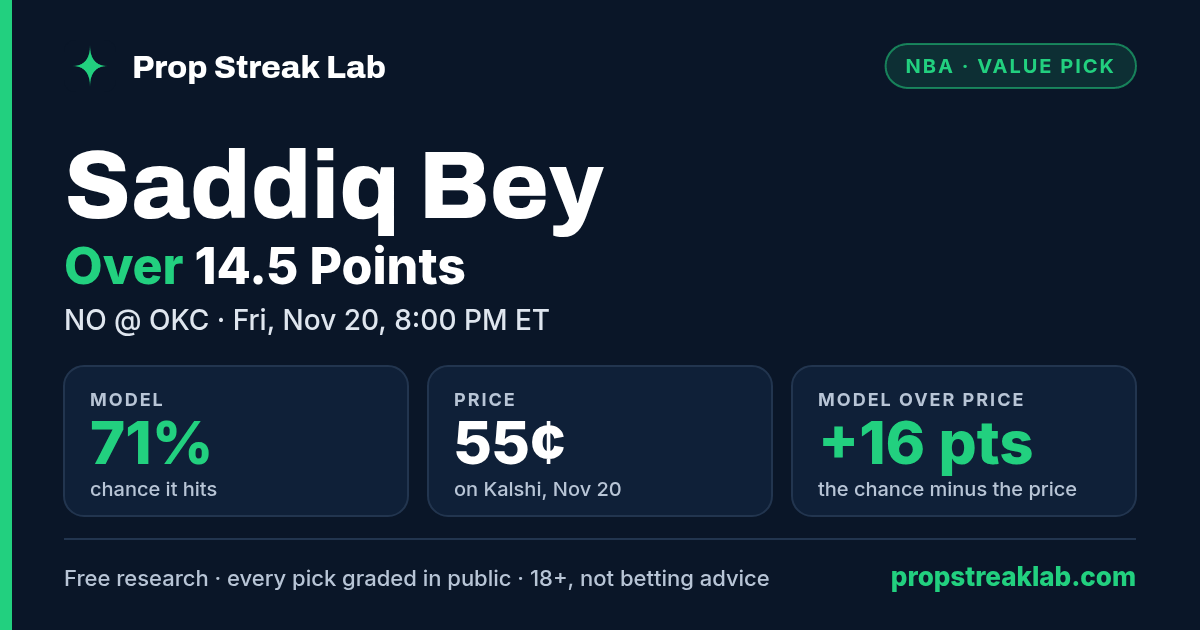 Prop Streak Lab
NBA · VALUE PICK
Saddiq Bey
Over 14.5 Points
NO @ OKC · Fri, Nov 20, 8:00 PM ET
MODEL
71%
chance it hits
PRICE
55¢
on Kalshi, Nov 20
MODEL OVER PRICE
+16 pts
the chance minus the price
Free research · every pick graded in public · 18+, not betting advice
propstreaklab.com